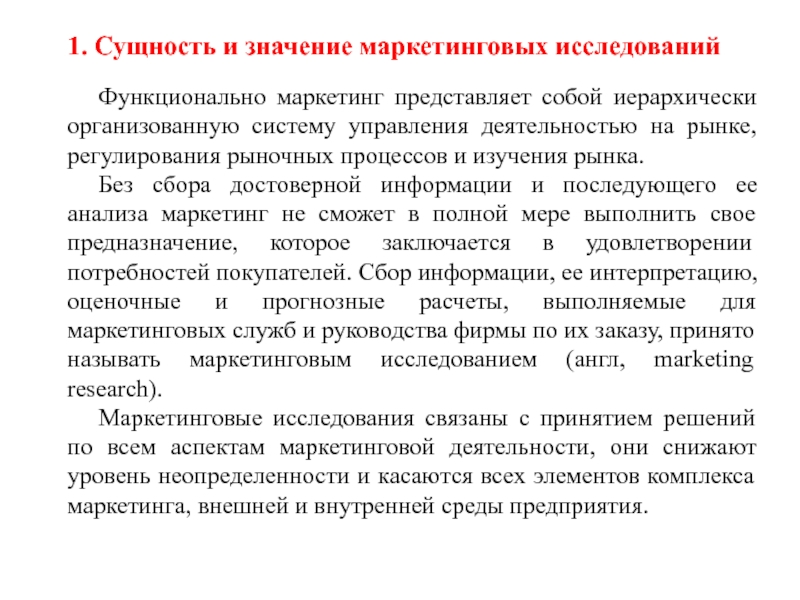 1. Сущность и значение маркетинговых исследований
Функционально маркетинг представляет собой иерархически
организованную систему управления деятельностью на рынке,
регулирования рыночных процессов и изучения рынка.
Без сбора достоверной информации и последующего ее
анализа маркетинг не сможет в полной мере выполнить свое
предназначение, которое заключается в удовлетворении
потребностей покупателей. Сбор информации, ее интерпретацию,
оценочные и прогнозные расчеты, выполняемые для
маркетинговых служб и руководства фирмы по их заказу, принято
называть маркетинговым исследованием (англ, marketing
research).
Маркетинговые исследования связаны с принятием решений
по всем аспектам маркетинговой деятельности, они снижают
уровень неопределенности и касаются всех элементов комплекса
маркетинга, внешней и внутренней среды предприятия.